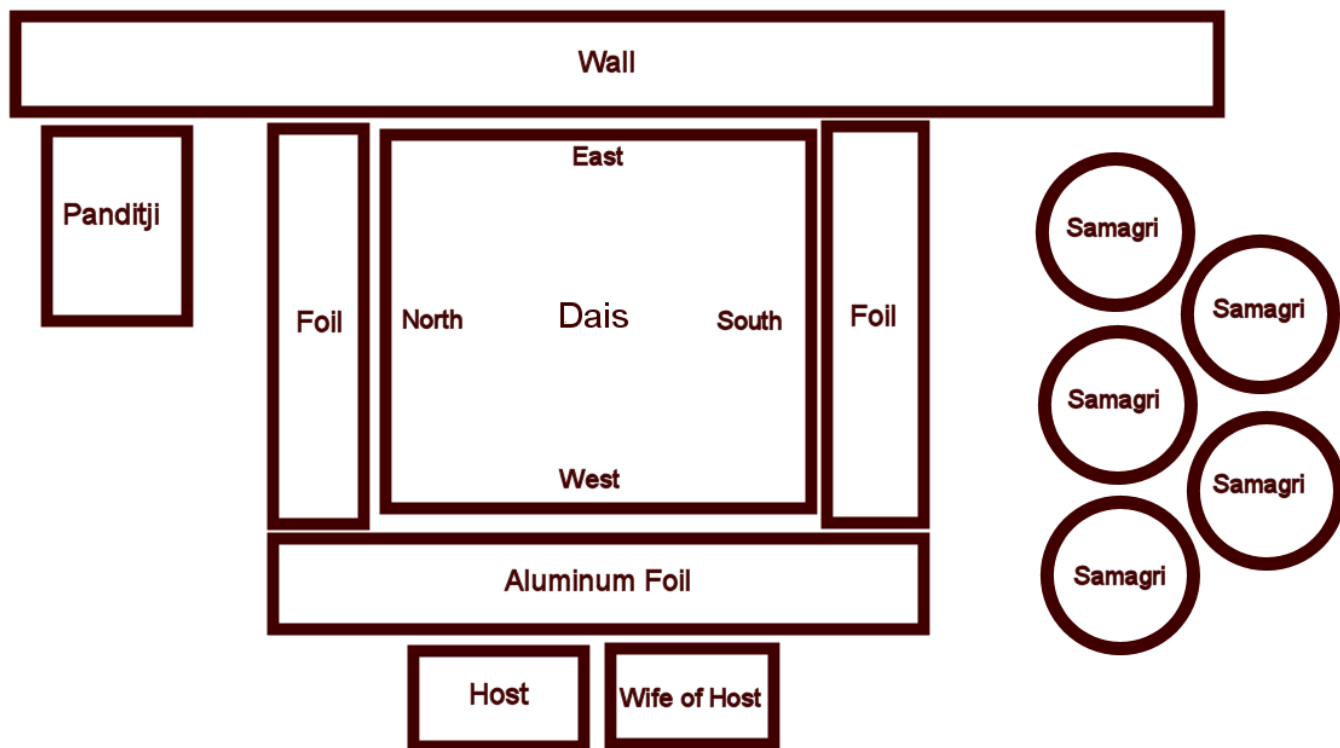 Wall
East
Panditji
Samagri
Samagri
Foil
North
Dais
South
Foil
Samagri
West
Samagri
Aluminum Foil
Samagri
Host
Wife of Host